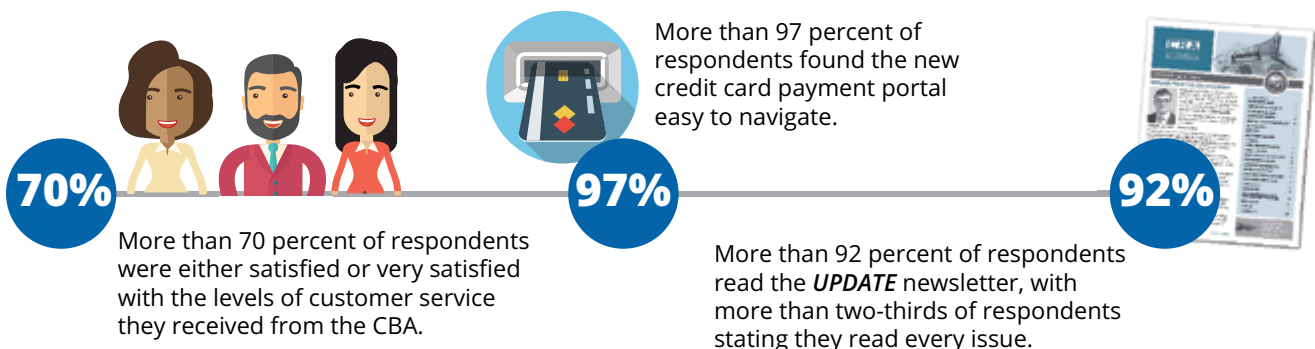 70%
More than 70 percent of respondents
were either satisfied or very satisfied
with the levels of customer service
they received from the CBA.
97%
More than 97 percent of
respondents found the new
credit card payment portal
easy to navigate.
92%
More than 92 percent of respondents
read the UPDATE newsletter, with
more than two-thirds of respondents
stating they read every issue.